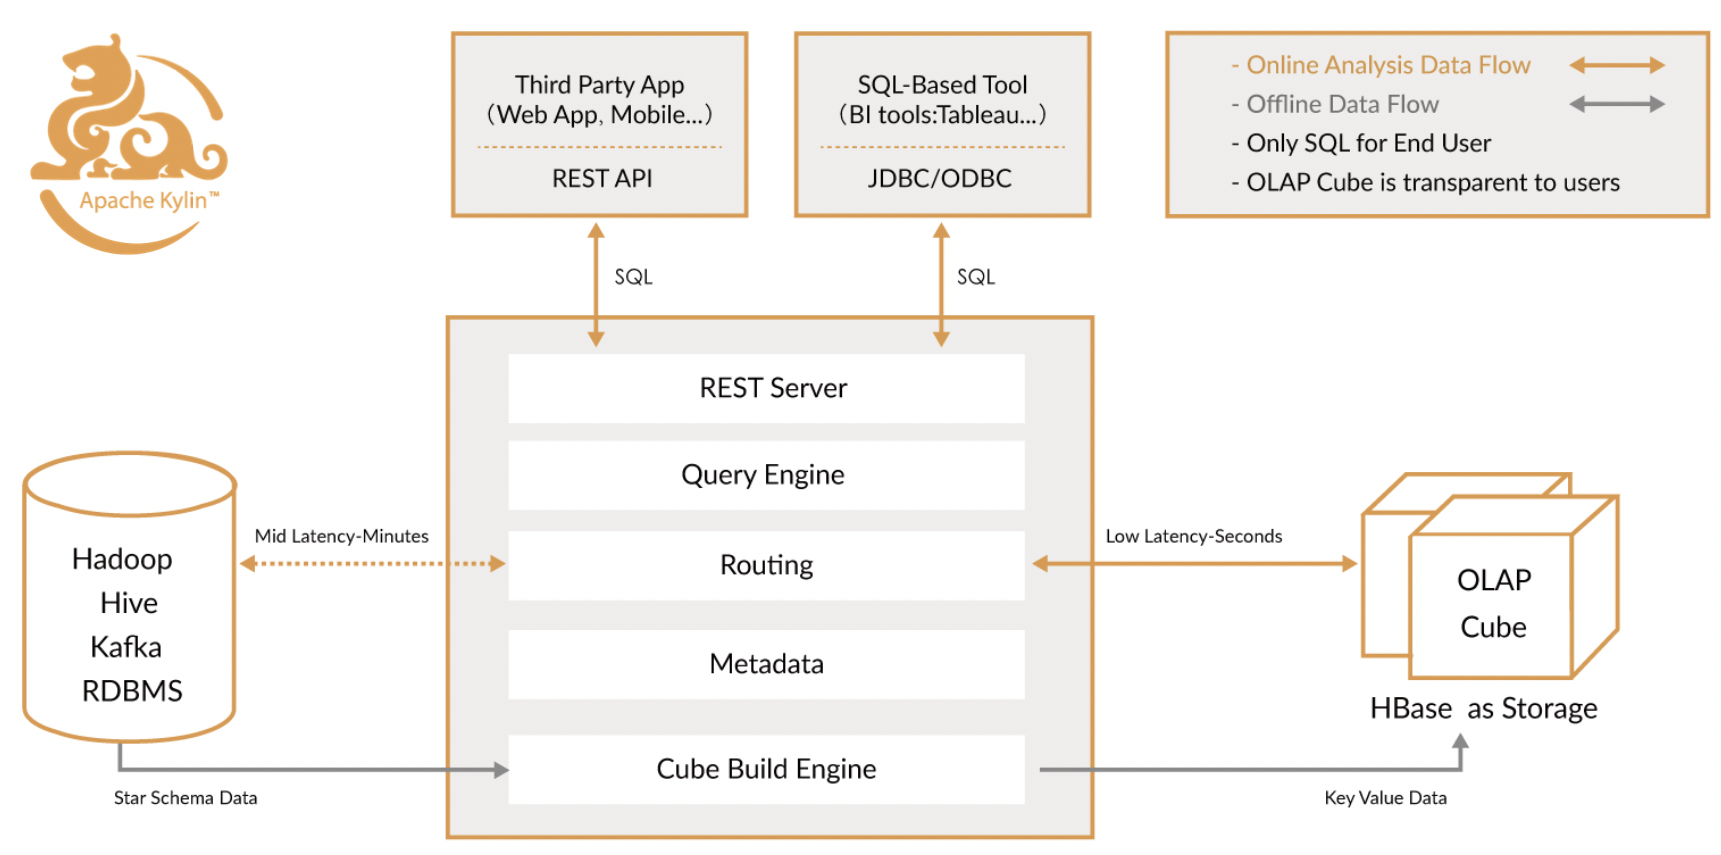 Apache Kylin™
Third Party App
(Web App, Mobile...)
REST API
SQL-Based Tool
(BI tools:Tableau...)
JDBC/ODBC
- Online Analysis Data Flow
- Offline Data Flow
- Only SQL for End User
- OLAP Cube is transparent to users
SQL
SQL
REST Server
Query Engine
Routing
Metadata
Cube Build Engine
Hadoop
Hive
Kafka
RDBMS
Mid Latency-Minutes
Low Latency-Seconds
OLAP
Cube
HBase as Storage
Star Schema Data
Key Value Data